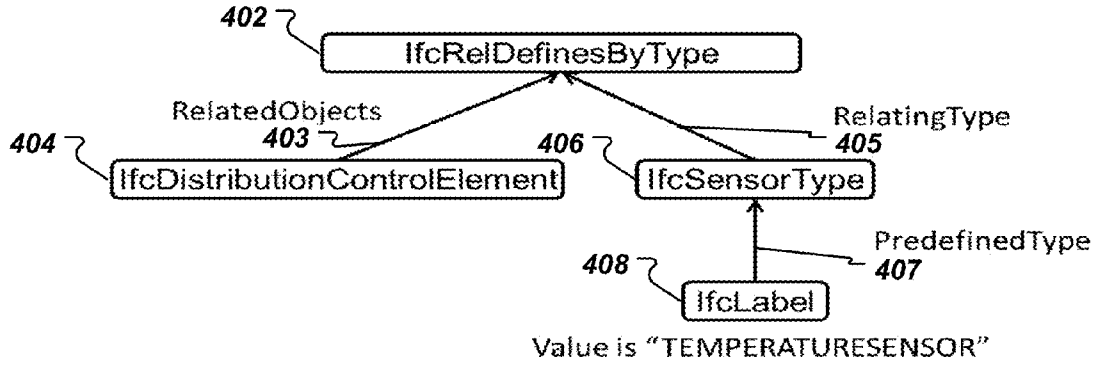 402
IfcRelDefinesByType
RelatedObjects
403
RelatingType
405
404
IfcDistributionControlElement
406
IfcSensorType
PredefinedType
407
408
IfcLabel
Value is “TEMPERATURESENSOR”